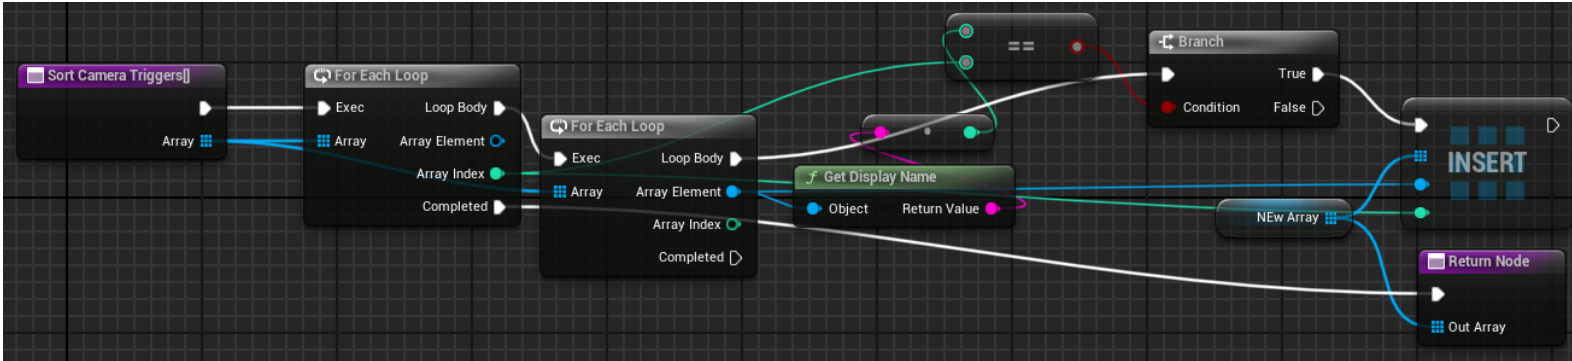 Sort Camera Triggers[]
Array
For Each Loop
Exec
Loop Body
Array
Array Element
Array Index
Completed
For Each Loop
Exec
Loop Body
Array
Array Element
Array Index
Completed
==
f Get Display Name
Object
Return Value
Branch
True
Condition
False
NEw Array
INSERT
Return Node
Out Array